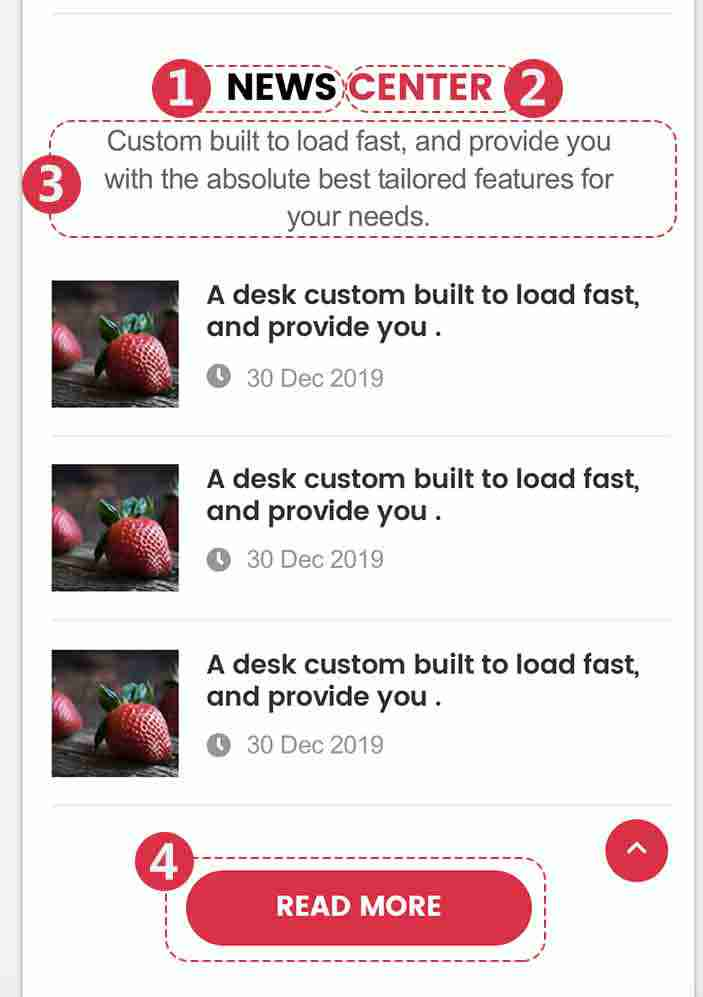 1 NEWS CENTER 2
3
Custom built to load fast, and provide you
with the absolute best tailored features for
your needs.
A desk custom built to load fast,
and provide you .
30 Dec 2019
A desk custom built to load fast,
and provide you .
30 Dec 2019
A desk custom built to load fast,
and provide you .
30 Dec 2019
4
READ MORE